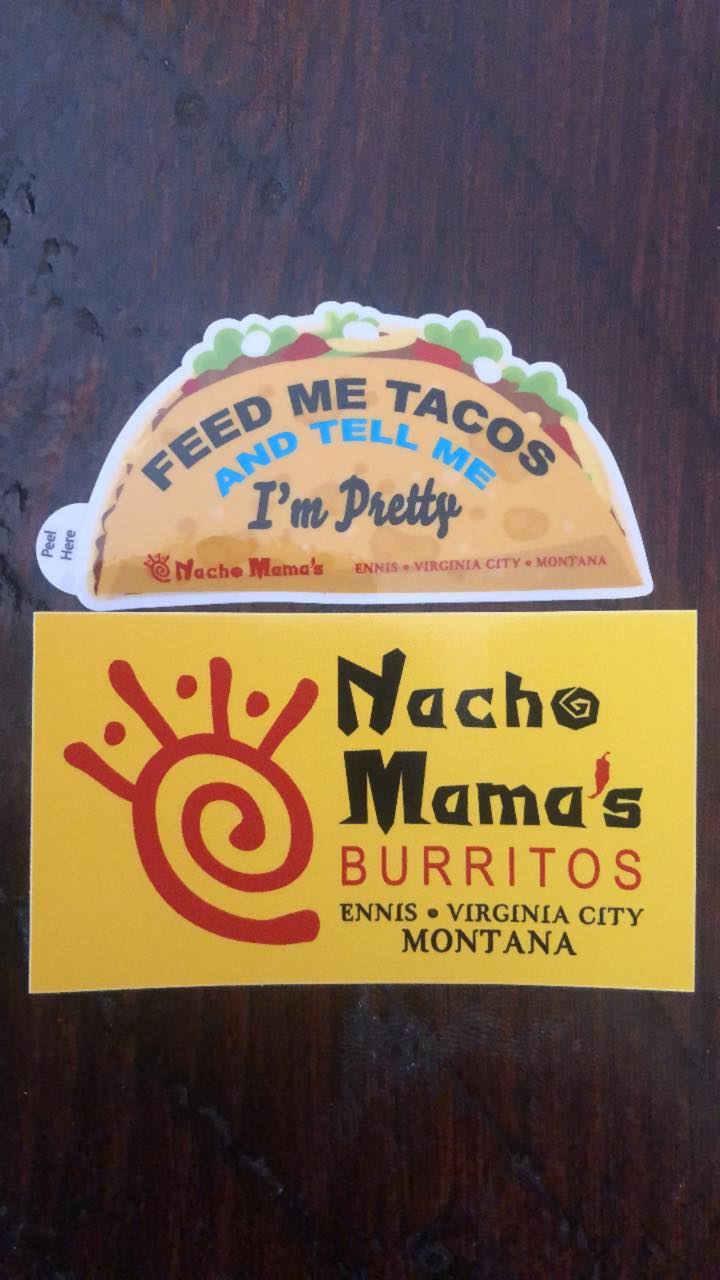 FEED ME TACOS
AND TELL ME
I'm Pretty
Peel
Here
Nacho Mama's ENNIS • VIRGINIA CITY • MONTANA
Nacho
Mama's
BURRITOS
ENNIS • VIRGINIA CITY
MONTANA